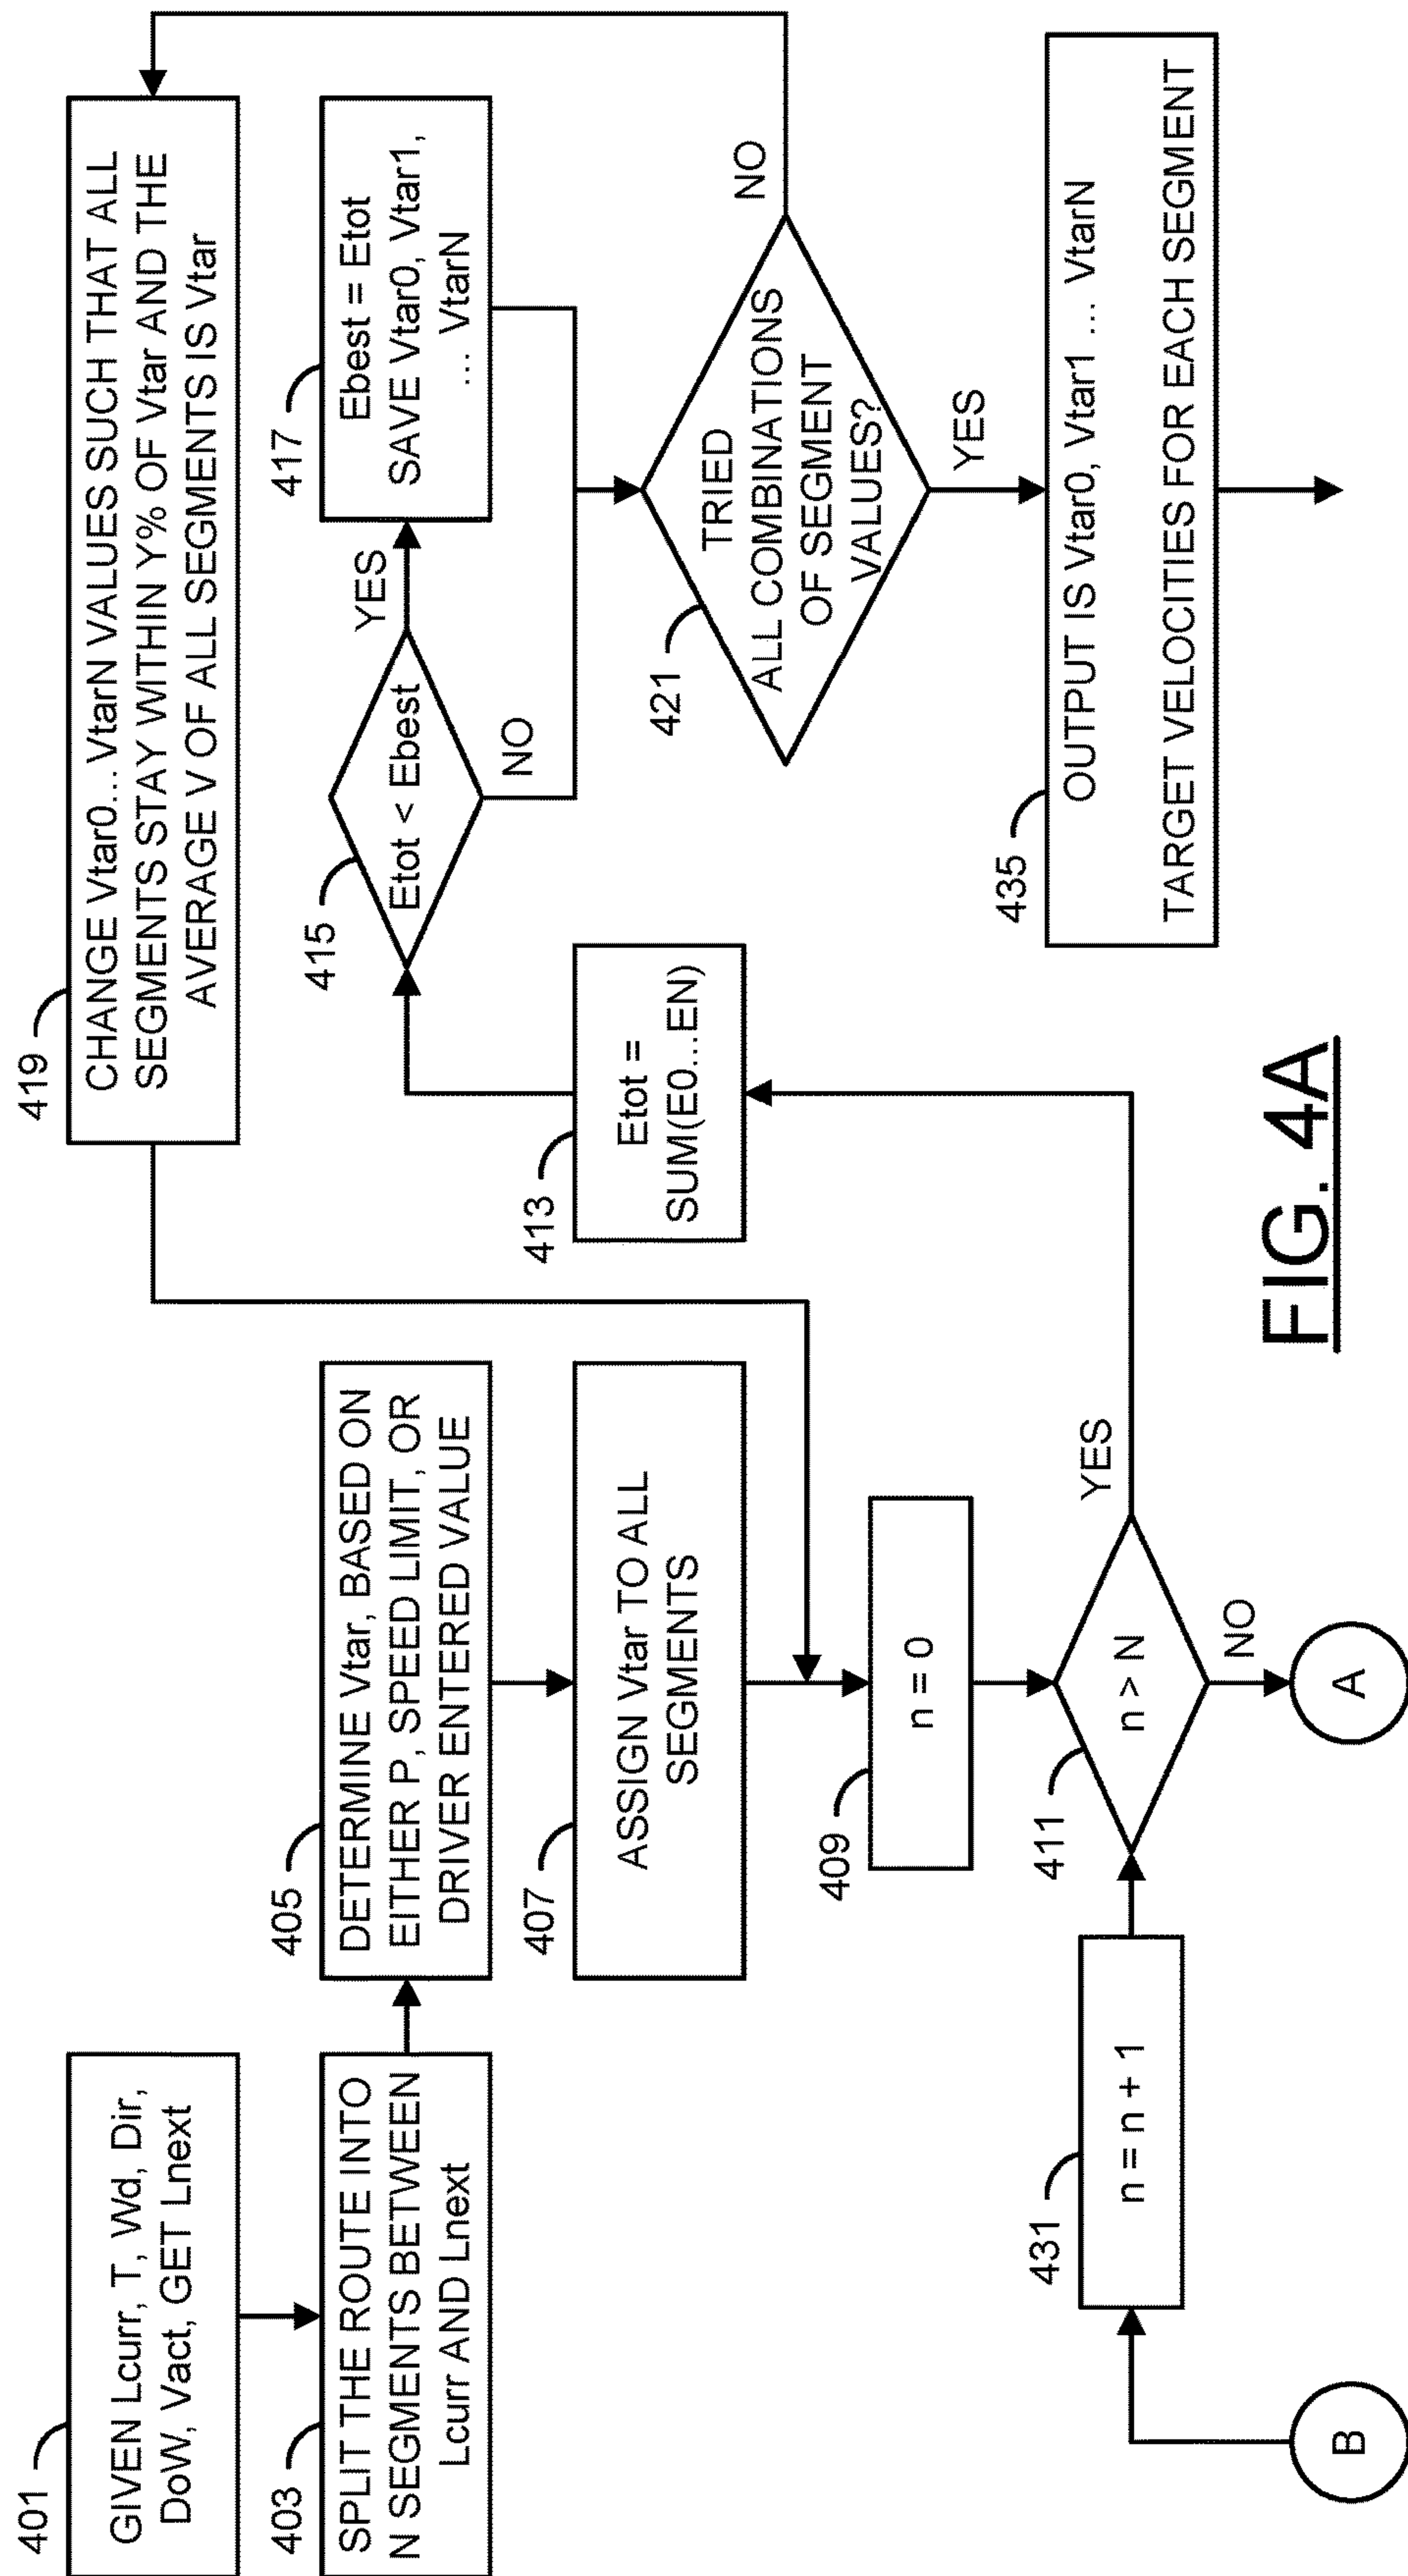 401
GIVEN Lcurr, T, Wd, Dir,
DoW, Vact, GET Lnext
403
SPLIT THE ROUTE INTO
N SEGMENTS BETWEEN
Lcurr AND Lnext
405
DETERMINE Vtar, BASED ON
EITHER P, SPEED LIMIT, OR
DRIVER ENTERED VALUE
407
ASSIGN Vtar TO ALL
SEGMENTS
409
n = 0
411
n > N
YES
NO
A
B
431
n = n + 1
413
Etot =
SUM(E0...EN)
415
Etot < Ebest
YES
NO
417
Ebest = Etot
SAVE Vtar0, Vtar1,
... VtarN
419
CHANGE Vtar0...VtarN VALUES SUCH THAT ALL
SEGMENTS STAY WITHIN Y% OF Vtar AND THE
AVERAGE V OF ALL SEGMENTS IS Vtar
421
TRIED
ALL COMBINATIONS
OF SEGMENT
VALUES?
NO
YES
435
OUTPUT IS Vtar0, Vtar1 ... VtarN
TARGET VELOCITIES FOR EACH SEGMENT
FIG. 4A